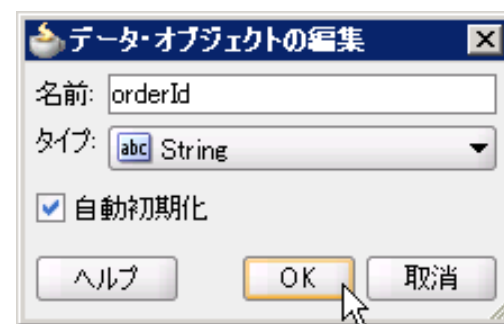 データ・オブジェクトの編集
名前: orderId
タイプ: abc String
自動初期化
ヘルプ OK 取消